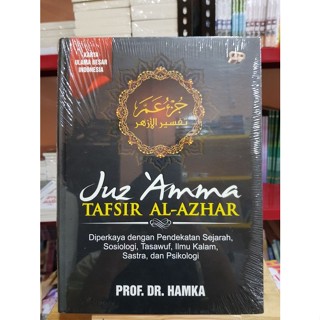 KARYA
ULAMA BESAR
INDONESIA
جزء عم
تفسير الأزهر
Juz 'Amma
TAFSIR AL-AZHAR
Diperkaya dengan Pendekatan Sejarah,
Sosiologi, Tasawuf, Ilmu Kalam,
Sastra, dan Psikologi
PROF. DR. HAMKA